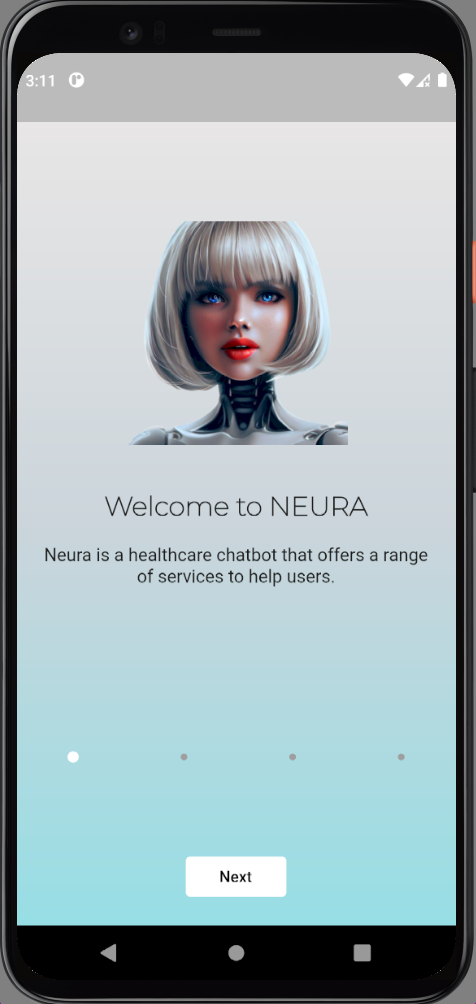 3:11
Welcome to NEURA
Neura is a healthcare chatbot that offers a range
of services to help users.
Next